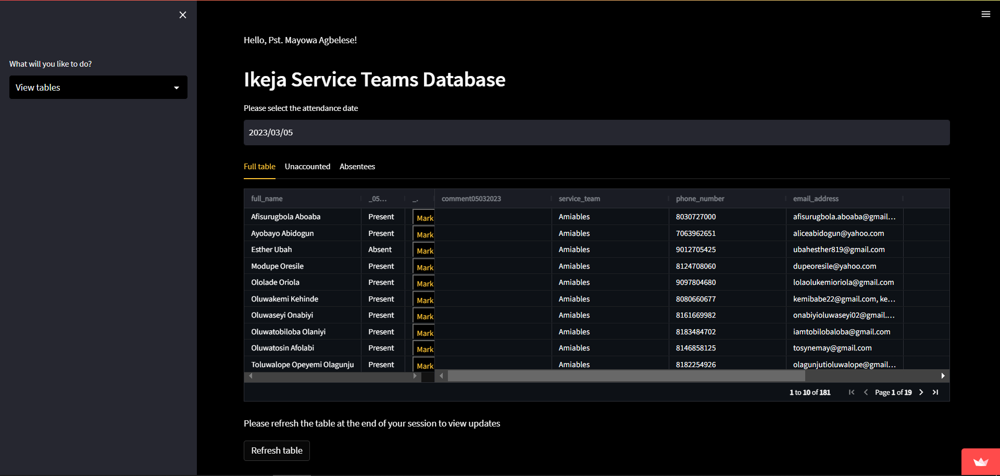 Hello, Pst. Mayowa Agbelese!
What will you like to do?
View tables
Ikeja Service Teams Database
Please select the attendance date
2023/03/05
Full table Unaccounted Absentees
full_name _05... _. comment05032023 service_team phone_number email_address
Afisurugbola Aboaba Present Mark Amiables 8030727000 afisurugbola.aboaba@gmail...
Ayobayo Abidogun Present Mark Amiables 7063962651 aliceabidogun@yahoo.com
Esther Ubah Absent Mark Amiables 9012705425 ubahesther819@gmail.com
Modupe Oresile Present Mark Amiables 8124708060 dupeoresile@yahoo.com
Ololade Oriola Present Mark Amiables 9097804680 lolaolukemioriola@gmail.com
Oluwakemi Kehinde Present Mark Amiables 8080660677 kemibabe22@gmail.com, ke...
Oluwaseyi Onabiyi Present Mark Amiables 8161669982 onabiyioluwaseyi02@gmail....
Oluwatobiloba Olaniyi Present Mark Amiables 8183484702 iamtobilobaloba@gmail.com
Oluwatosin Afolabi Present Mark Amiables 8146858125 tosynemay@gmail.com
Toluwalope Opeyemi Olagunju Present Mark Amiables 8182254926 olagunjutioluwalope@gmail...
1 to 10 of 181 Page 1 of 19
Please refresh the table at the end of your session to view updates
Refresh table